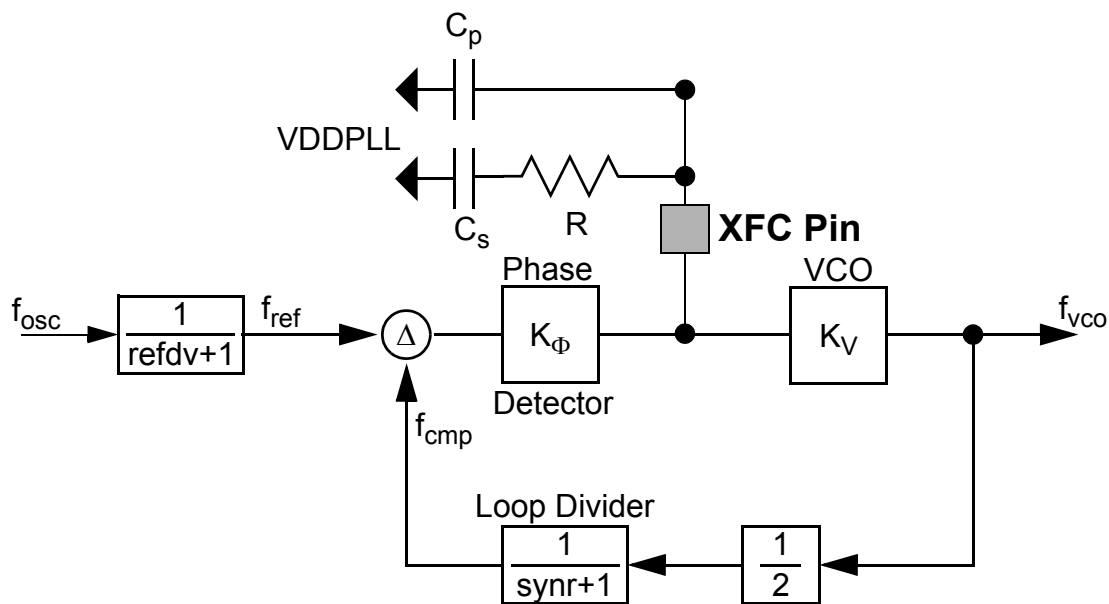 Cp
VDDPLL
Cs
R
XFC Pin
Phase
VCO
fosc
1
refdv+1
fref
Δ
KΦ
KV
fvco
Detector
fcmp
Loop Divider
1
synr+1
1
2